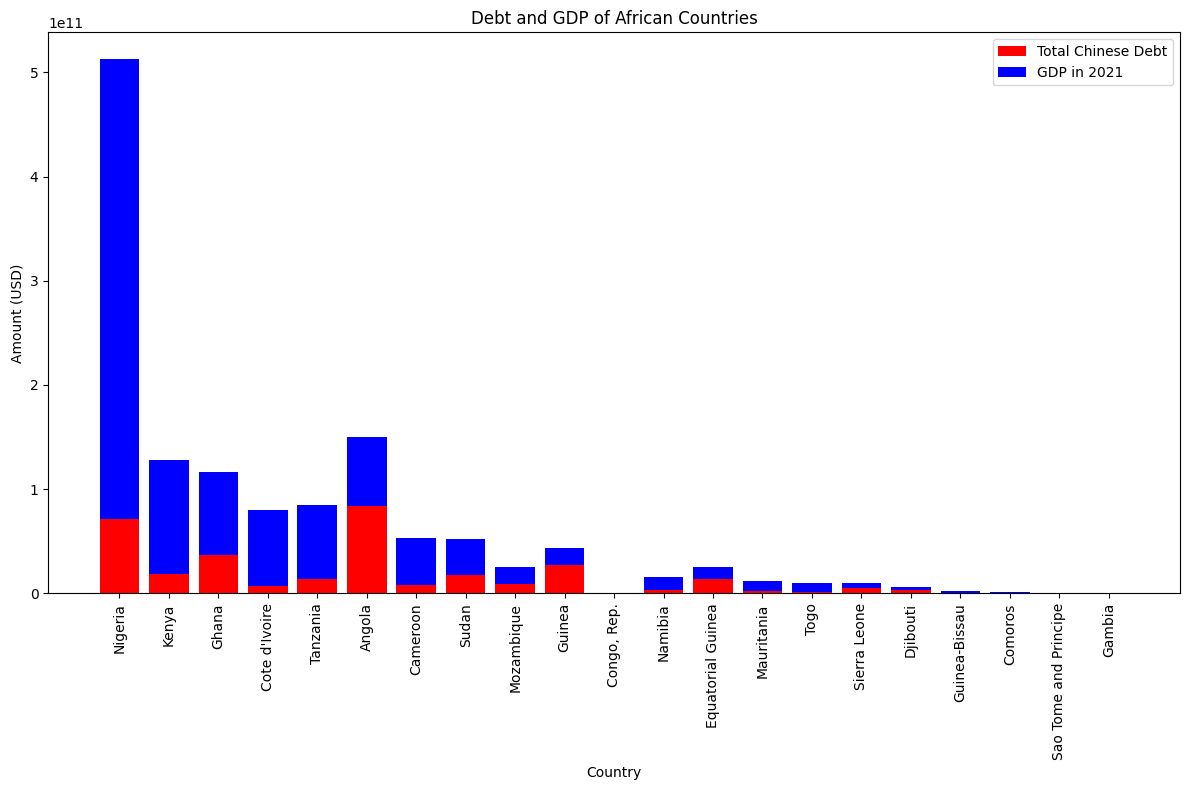 Debt and GDP of African Countries
1e11
Total Chinese Debt
GDP in 2021
5
4
3
2
1
0
Amount (USD)
Nigeria
Kenya
Ghana
Cote d'Ivoire
Tanzania
Angola
Cameroon
Sudan
Mozambique
Guinea
Congo, Rep.
Namibia
Equatorial Guinea
Mauritania
Togo
Sierra Leone
Djibouti
Guinea-Bissau
Comoros
Sao Tome and Principe
Gambia
Country